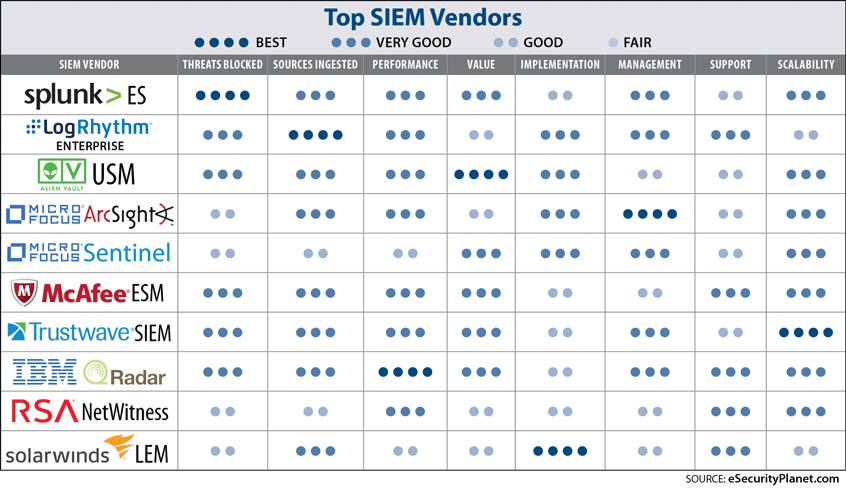 Top SIEM Vendors
BEST VERY GOOD GOOD FAIR
SIEM VENDOR THREATS BLOCKED SOURCES INGESTED PERFORMANCE VALUE IMPLEMENTATION MANAGEMENT SUPPORT SCALABILITY
splunk> ES
LogRhythm™
ENTERPRISE
AV USM
ALIEN VAULT
MICRO FOCUS® ArcSight
MICRO FOCUS® Sentinel
McAfee® ESM
Trustwave® SIEM
IBM QRadar
RSA NetWitness
solarwinds LEM
SOURCE: eSecurityPlanet.com